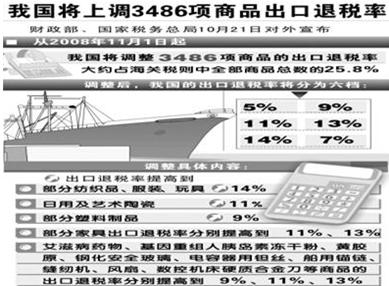 我国将上调3486项商品出口退税率
财政部、国家税务总局10月21日对外宣布
从2008年11月1日起
我国将调整3486项商品的出口退税率
大约占海关税则中全部商品总数的25.8%
调整后，我国的出口退税率将分为六档：
5% 9%
11% 13%
14% 7%
调整具体内容：
出口退税率提高到
部分纺织品、服装、玩具 14%
日用及艺术陶瓷 11%
部分塑料制品 9%
部分家具出口退税率分别提高到 11%、13%
艾滋病药物、基因重组人胰岛素冻干粉、黄胶
原、钢化安全玻璃、电容器用钽丝、船用锚链、
缝纫机、风扇、数控机床硬质合金刀等商品的
出口退税率分别提高到 9%、11%、13%